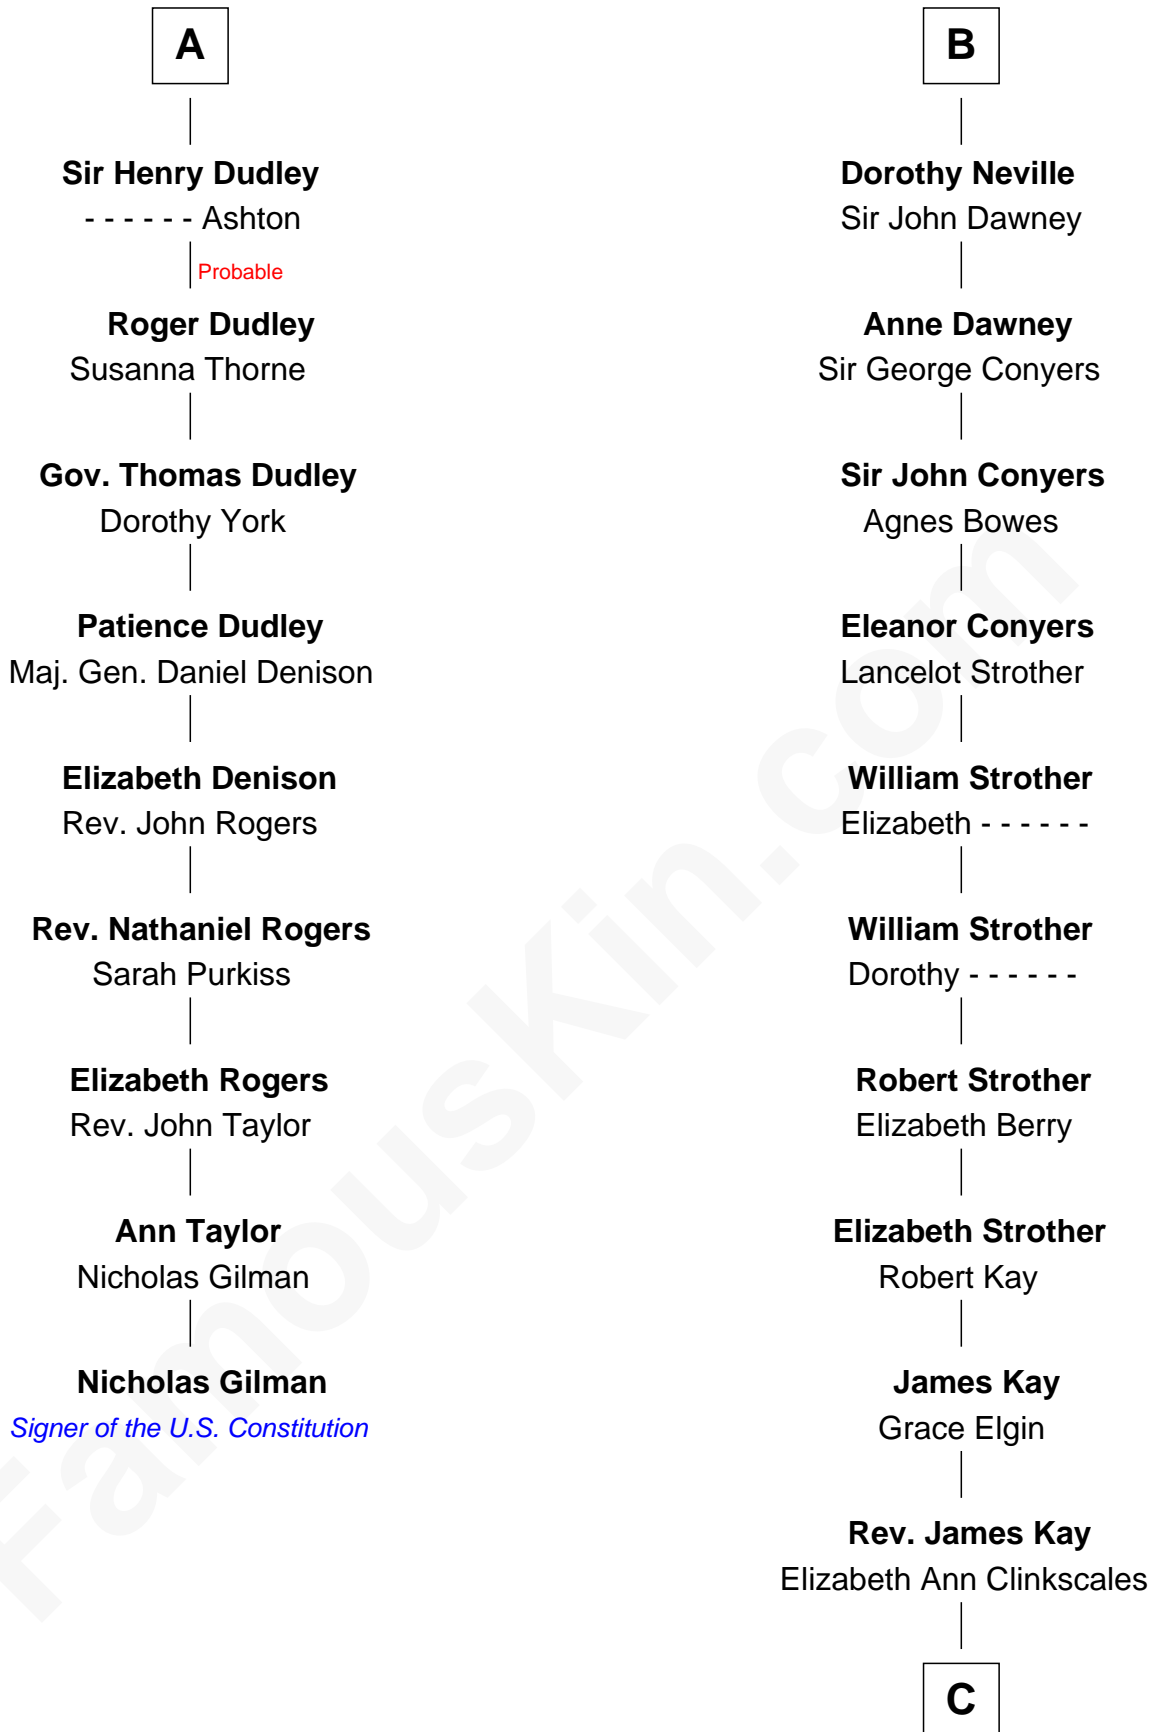 A
Sir Henry Dudley
- - - - - - Ashton
Probable
Roger Dudley
Susanna Thorne
Gov. Thomas Dudley
Dorothy York
Patience Dudley
Maj. Gen. Daniel Denison
Elizabeth Denison
Rev. John Rogers
Rev. Nathaniel Rogers
Sarah Purkiss
Elizabeth Rogers
Rev. John Taylor
Ann Taylor
Nicholas Gilman
Nicholas Gilman
Signer of the U.S. Constitution
B
Dorothy Neville
Sir John Dawney
Anne Dawney
Sir George Conyers
Sir John Conyers
Agnes Bowes
Eleanor Conyers
Lancelot Strother
William Strother
Elizabeth - - - - - -
William Strother
Dorothy - - - - - -
Robert Strother
Elizabeth Berry
Elizabeth Strother
Robert Kay
James Kay
Grace Elgin
Rev. James Kay
Elizabeth Ann Clinkscales
C
FamousKin.com